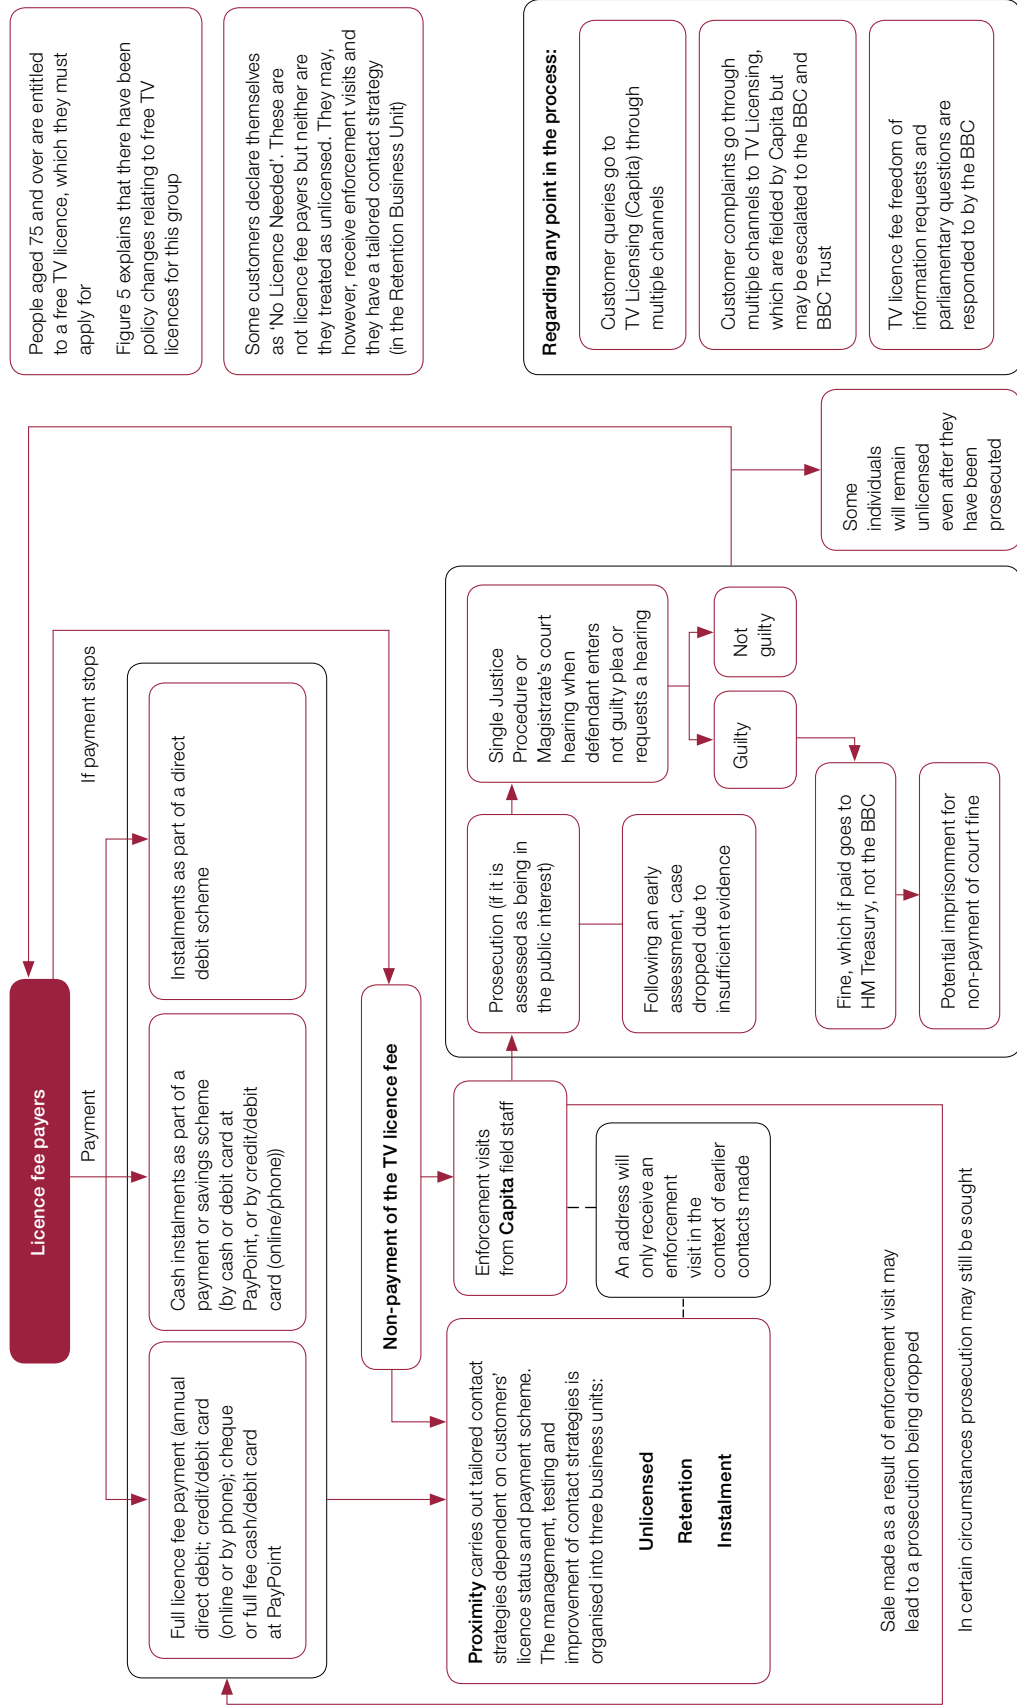 Licence fee payers
Payment
If payment stops
Full licence fee payment (annual
direct debit; credit/debit card
(online or by phone); cheque
or full fee cash/debit card
at PayPoint
Cash instalments as part of a
payment or savings scheme
(by cash or debit card at
PayPoint, or by credit/debit
card (online/phone))
Instalments as part of a direct
debit scheme
Non-payment of the TV licence fee
Proximity carries out tailored contact
strategies dependent on customers’
licence status and payment scheme.
The management, testing and
improvement of contact strategies is
organised into three business units:
Unlicensed
Retention
Instalment
Enforcement visits
from Capita field staff
An address will
only receive an
enforcement
visit in the
context of earlier
contacts made
Prosecution (if it is
assessed as being in
the public interest)
Following an early
assessment, case
dropped due to
insufficient evidence
Single Justice
Procedure or
Magistrate’s court
hearing when
defendant enters
not guilty plea or
requests a hearing
Guilty
Not
guilty
Fine, which if paid goes to
HM Treasury, not the BBC
Potential imprisonment for
non-payment of court fine
Sale made as a result of enforcement visit may
lead to a prosecution being dropped
In certain circumstances prosecution may still be sought
Some
individuals
will remain
unlicensed
even after they
have been
prosecuted
People aged 75 and over are entitled
to a free TV licence, which they must
apply for
Figure 5 explains that there have been
policy changes relating to free TV
licences for this group
Some customers declare themselves
as ‘No Licence Needed’. These are
not licence fee payers but neither are
they treated as unlicensed. They may,
however, receive enforcement visits and
they have a tailored contact strategy
(in the Retention Business Unit)
Regarding any point in the process:
Customer queries go to
TV Licensing (Capita) through
multiple channels
Customer complaints go through
multiple channels to TV Licensing,
which are fielded by Capita but
may be escalated to the BBC and
BBC Trust
TV licence fee freedom of
information requests and
parliamentary questions are
responded to by the BBC